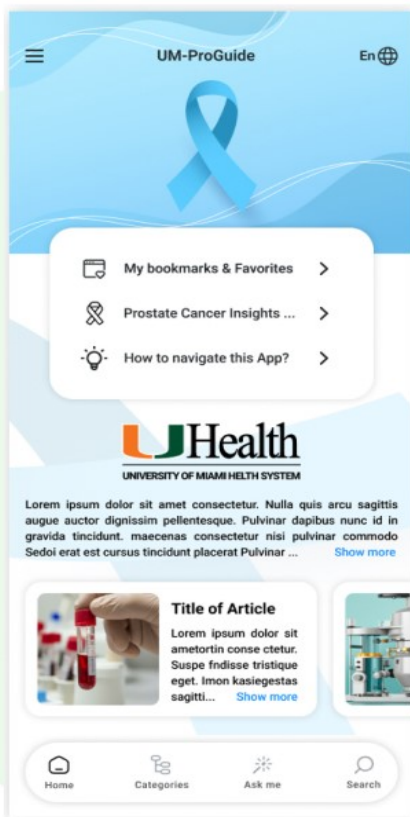 UM-ProGuide
En
My bookmarks & Favorites
Prostate Cancer Insights ...
How to navigate this App?
UHealth
UNIVERSITY OF MIAMI HELTH SYSTEM
Lorem ipsum dolor sit amet consectetur. Nulla quis arcu sagittis
augue auctor dignissim pellentesque. Pulvinar dapibus nunc id in
gravida tincidunt. maecenas consectetur nisi pulvinar commodo
Sedoi erat est cursus tincidunt placerat Pulvinar ... Show more
Title of Article
Lorem ipsum dolor sit
ametortin conse ctetur.
Suspe fndisse tristique
eget. Imon kasiegestas
sagitti... Show more
Home
Categories
Ask me
Search